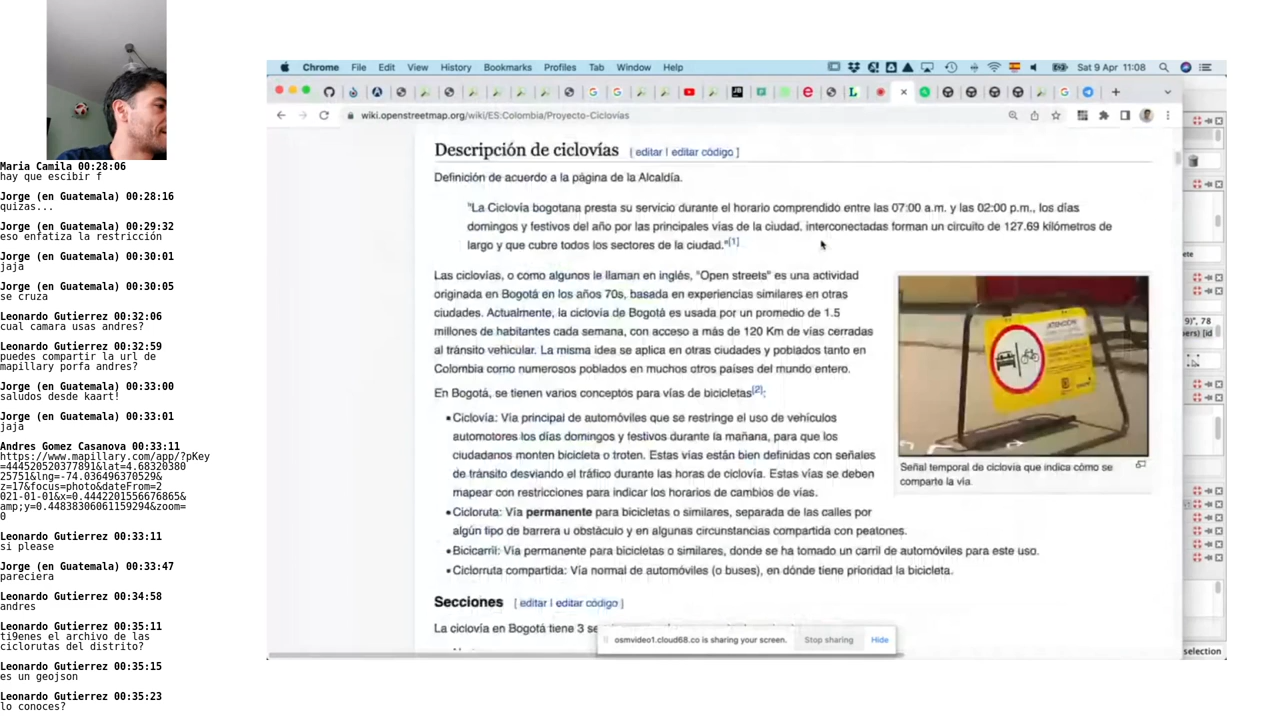 Maria Camila 00:28:06
hay que escibir f
Jorge (en Guatemala) 00:28:16
quizas...
Jorge (en Guatemala) 00:29:32
eso enfatiza la restricción
Jorge (en Guatemala) 00:30:01
jaja
Jorge (en Guatemala) 00:30:05
se cruza
Leonardo Gutierrez 00:32:06
cual camara usas andres?
Leonardo Gutierrez 00:32:59
puedes compartir la url de
mapillary porfa andres?
Jorge (en Guatemala) 00:33:00
saludos desde kaart!
Jorge (en Guatemala) 00:33:01
jaja
Andres Gomez Casanova 00:33:11
https://www.mapillary.com/app/?pKey
=444520520377891&lat=4.68320380
25751&lng=-74.036496370529&
z=17&focus=photo&dateFrom=2
021-01-01&x=0.4442201556676865&
amp;y=0.44838306061159294&zoom=
0
Leonardo Gutierrez 00:33:11
si please
Jorge (en Guatemala) 00:33:47
pareciera
Leonardo Gutierrez 00:34:58
andres
Leonardo Gutierrez 00:35:11
ti9enes el archivo de las
ciclorutas del distrito?
Leonardo Gutierrez 00:35:15
es un geojson
Leonardo Gutierrez 00:35:23
lo conoces?
Chrome File Edit View History Bookmarks Profiles Tab Window Help Sat 9 Apr 11:08
wiki.openstreetmap.org/wiki/ES:Colombia/Proyecto-Ciclovías
Descripción de ciclovías [ editar | editar código ]
Definición de acuerdo a la página de la Alcaldía.
"La Ciclovía bogotana presta su servicio durante el horario comprendido entre las 07:00 a.m. y las 02:00 p.m., los días
domingos y festivos del año por las principales vías de la ciudad, interconectadas forman un circuito de 127.69 kilómetros de
largo y que cubre todos los sectores de la ciudad."[1]
Las ciclovías, o como algunos le llaman en inglés, "Open streets" es una actividad
originada en Bogotá en los años 70s, basada en experiencias similares en otras
ciudades. Actualmente, la ciclovía de Bogotá es usada por un promedio de 1.5
millones de habitantes cada semana, con acceso a más de 120 Km de vías cerradas
al tránsito vehicular. La misma idea se aplica en otras ciudades y poblados tanto en
Colombia como numerosos poblados en muchos otros países del mundo entero.
En Bogotá, se tienen varios conceptos para vías de bicicletas[2]:
• Ciclovía: Vía principal de automóviles que se restringe el uso de vehículos
automotores los días domingos y festivos durante la mañana, para que los
ciudadanos monten bicicleta o troten. Estas vías están bien definidas con señales
de tránsito desviando el tráfico durante las horas de ciclovía. Estas vías se deben
mapear con restricciones para indicar los horarios de cambios de vías.
• Cicloruta: Vía permanente para bicicletas o similares, separada de las calles por
algún tipo de barrera u obstáculo y en algunas circunstancias compartida con peatones.
• Bicicarril: Vía permanente para bicicletas o similares, donde se ha tomado un carril de automóviles para este uso.
• Ciclorruta compartida: Vía normal de automóviles (o buses), en dónde tiene prioridad la bicicleta.
ATENCIÓN
Señal temporal de ciclovía que indica cómo se
comparte la vía.
Secciones [ editar | editar código ]
La ciclovía en Bogotá tiene 3 se
osmvideo1.cloud68.co is sharing your screen. Stop sharing Hide
ete
9)", 78
ers) [id
selection